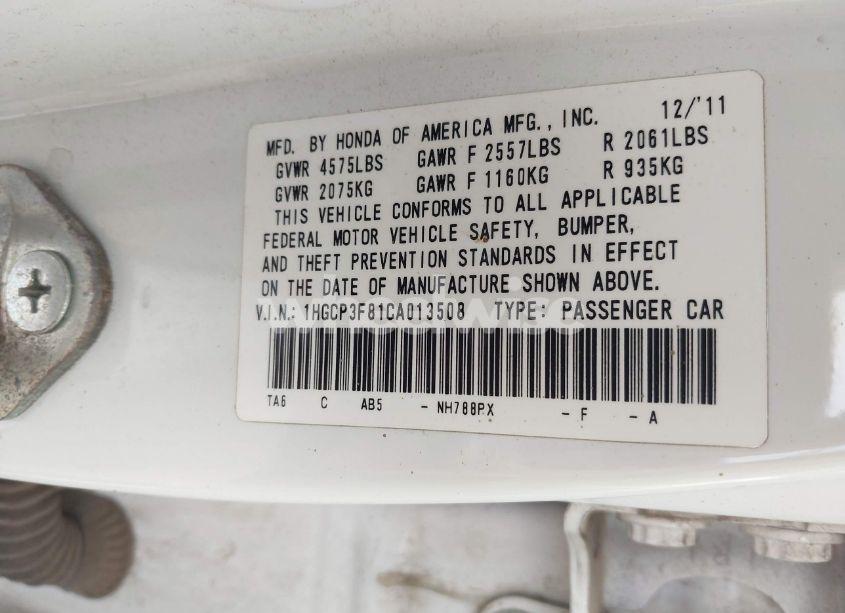 MFD. BY HONDA OF AMERICA MFG., INC. 12/'11
GVWR 4575LBS GAWR F 2557LBS R 2061LBS
GVWR 2075KG GAWR F 1160KG R 935KG
THIS VEHICLE CONFORMS TO ALL APPLICABLE
FEDERAL MOTOR VEHICLE SAFETY, BUMPER,
AND THEFT PREVENTION STANDARDS IN EFFECT
ON THE DATE OF MANUFACTURE SHOWN ABOVE.
V.I.N.: 1HGCP3F81CA013508 TYPE: PASSENGER CAR
TA6 C AB5 - NH788PX - F - A